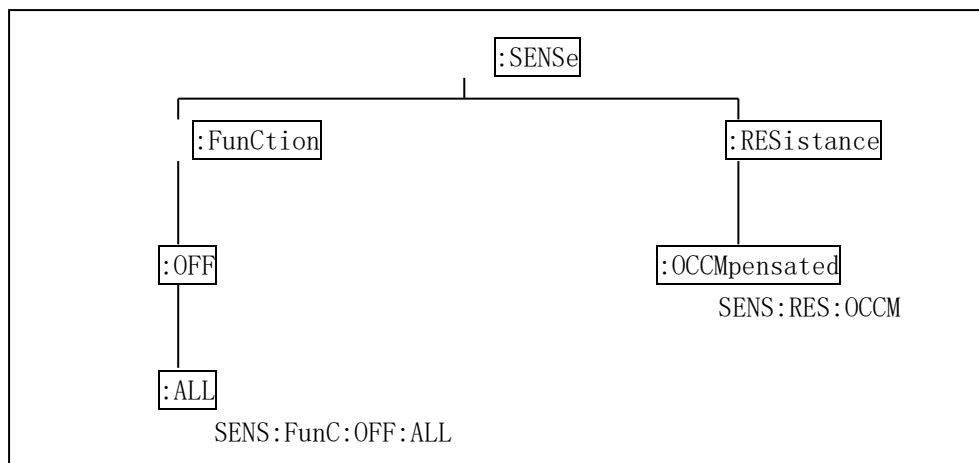 :SENSe
:FunCtion
:RESistance
:OFF
:OCCMpensated
SENS:RES:OCCM
:ALL
SENS:FunC:OFF:ALL